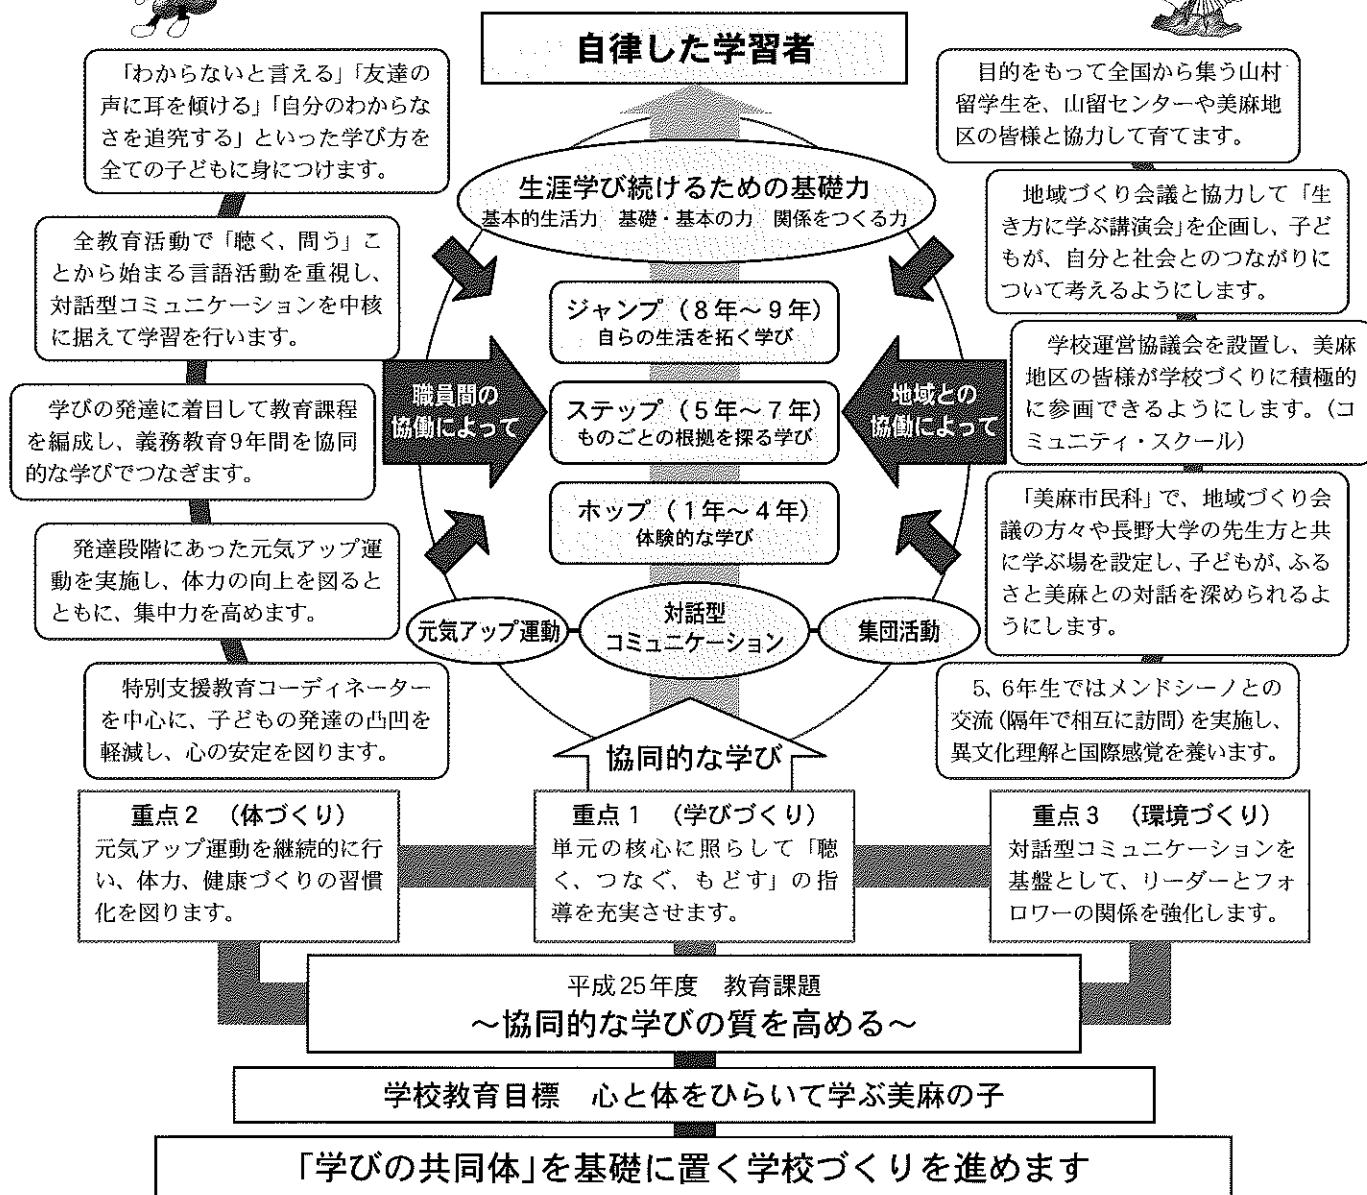 自律した学習者
「わからないと言える」「友達の
声に耳を傾ける」「自分のわからな
さを追究する」といった学び方を
全ての子どもに身につけます。
全教育活動で「聴く、問う」こ
とから始まる言語活動を重視し、
対話型コミュニケーションを中核
に据えて学習を行います。
学びの発達に着目して教育課程
を編成し、義務教育9年間を協同
的な学びでつなぎます。
発達段階にあった元気アップ運
動を実施し、体力の向上を図ると
ともに、集中力を高めます。
特別支援教育コーディネーター
を中心に、子どもの発達の凸凹を
軽減し、心の安定を図ります。
生涯学び続けるための基礎力
基本的生活力 基礎・基本の力 関係をつくる力
ジャンプ（8年～9年）
自らの生活を拓く学び
職員間の
協働によって
ステップ（5年～7年）
ものごとの根拠を探る学び
地域との
協働によって
ホップ（1年～4年）
体験的な学び
元気アップ運動
対話型
コミュニケーション
集団活動
協同的な学び
目的をもって全国から集う山村
留学生を、山留センターや美麻地
区の皆様と協力して育てます。
地域づくり会議と協力して「生
き方に学ぶ講演会」を企画し、子ど
もが、自分と社会とのつながりに
ついて考えるようにします。
学校運営協議会を設置し、美麻
地区の皆様が学校づくりに積極的
に参画できるようにします。（コ
ミュニティ・スクール）
「美麻市民科」で、地域づくり会
議の方々や長野大学の先生方と共
に学ぶ場を設定し、子どもが、ふる
さと美麻との対話を深められるよ
うにします。
5、6年生ではメンドシーノとの
交流（隔年で相互に訪問）を実施し、
異文化理解と国際感覚を養います。
重点2 （体づくり）
元気アップ運動を継続的に行
い、体力、健康づくりの習慣
化を図ります。
重点1 （学びづくり）
単元の核心に照らして「聴
く、つなぐ、もどす」の指
導を充実させます。
重点3 （環境づくり）
対話型コミュニケーションを
基盤として、リーダーとフォ
ロワーの関係を強化します。
平成25年度 教育課題
～協同的な学びの質を高める～
学校教育目標 心と体をひらいて学ぶ美麻の子
「学びの共同体」を基礎に置く学校づくりを進めます